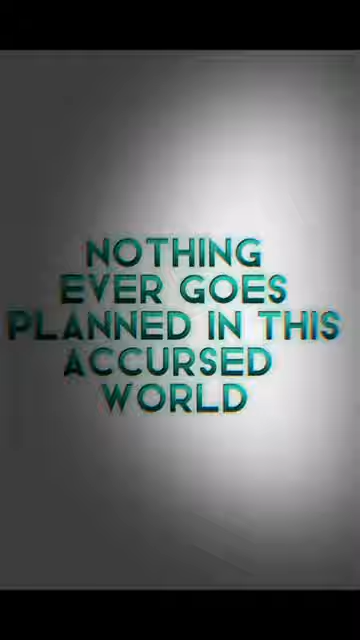 NOTHING
EVER GOES
PLANNED IN THIS
ACCURSED
WORLD